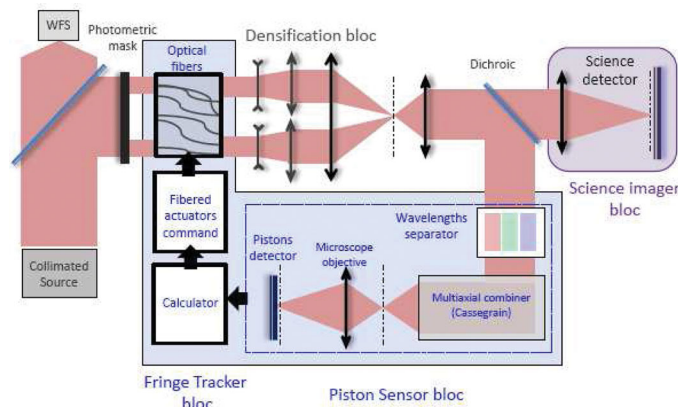 WFS
Photometric
mask
Optical
fibers
Densification bloc
Dichroic
Science
detector
Science imager
bloc
Wavelengths
separator
Fibered
actuators
command
Pistons
detector
Microscope
objective
Collimated
Source
Calculator
Multiaxial combiner
(Cassegrain)
Fringe Tracker
bloc
Piston Sensor bloc